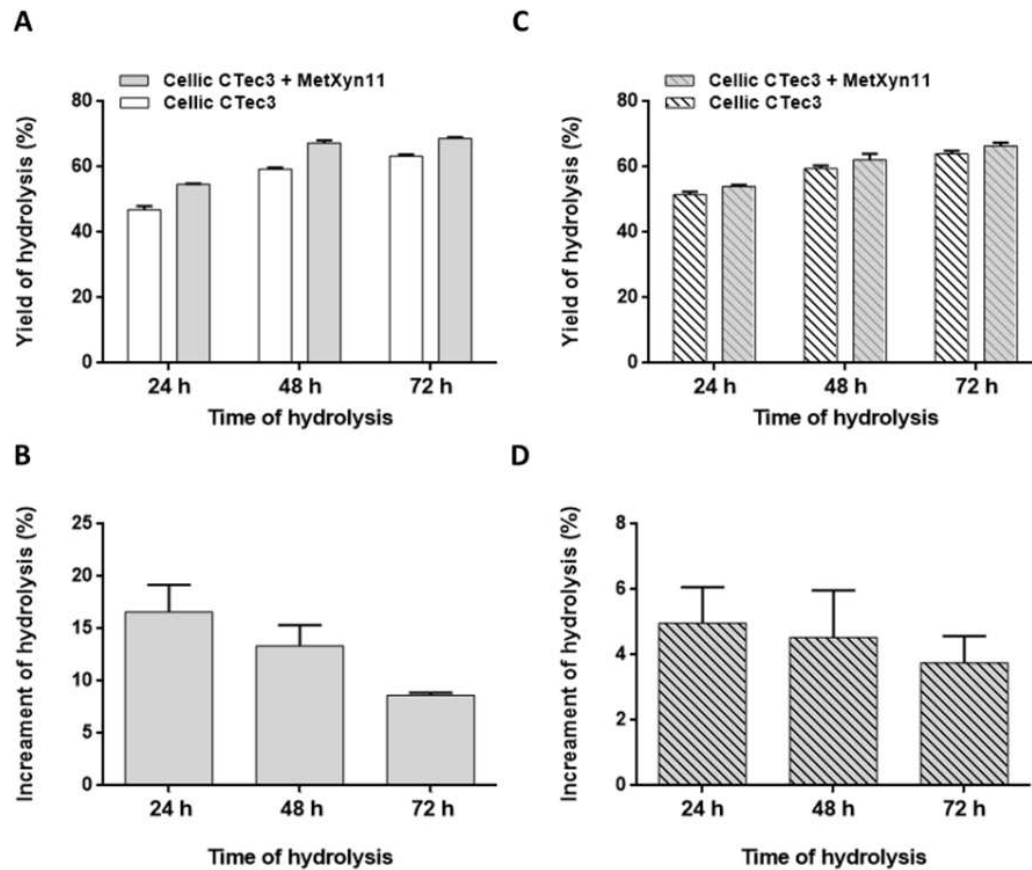 A
Cellic CTec3 + MetXyn11
Cellic CTec3
Yield of hydrolysis (%)
80
60
40
20
0
24 h 48 h 72 h
Time of hydrolysis
C
Cellic CTec3 + MetXyn11
Cellic CTec3
Yield of hydrolysis (%)
80
60
40
20
0
24 h 48 h 72 h
Time of hydrolysis
B
Increament of hydrolysis (%)
25
20
15
10
5
0
24 h 48 h 72 h
Time of hydrolysis
D
Increament of hydrolysis (%)
8
6
4
2
0
24 h 48 h 72 h
Time of hydrolysis